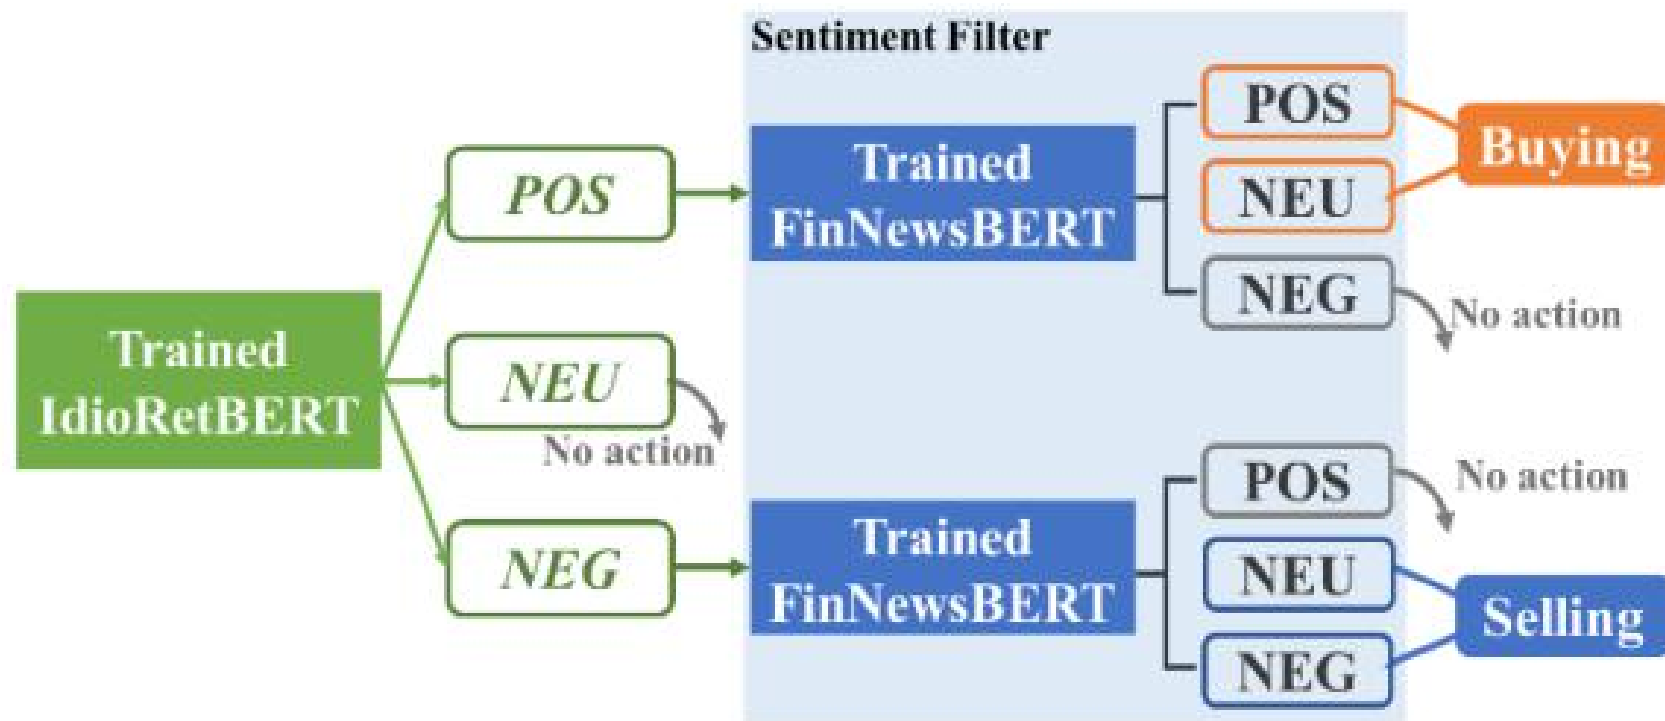 Sentiment Filter
Trained
IdioRetBERT
POS
NEU
No action
NEG
Trained
FinNewsBERT
POS
NEU
NEG
No action
Buying
Trained
FinNewsBERT
POS
No action
NEU
NEG
Selling